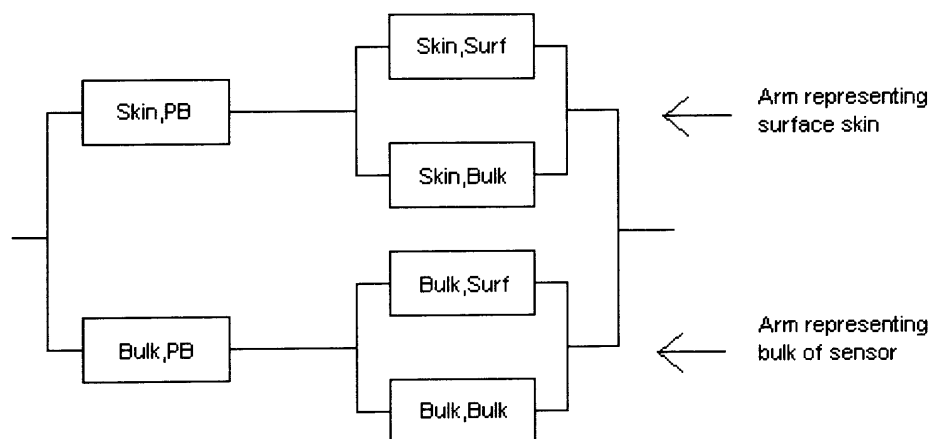 Skin,Surf
Skin,PB
Skin,Bulk
Arm representing
surface skin
Bulk,Surf
Bulk,PB
Bulk,Bulk
Arm representing
bulk of sensor